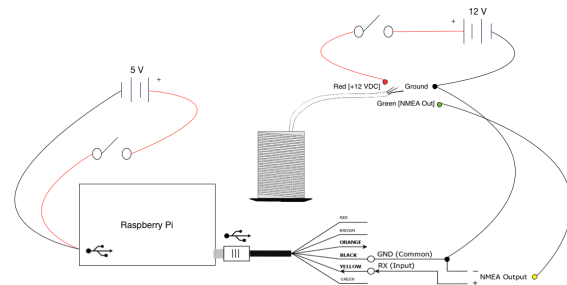 12 V
+
5 V
+
Red [+12 VDC]
Ground
Green [NMEA Out]
Raspberry Pi
RED
BROWN
ORANGE
BLACK
GND (Common)
YELLOW
RX (Input)
GREEN
−
+
NMEA Output